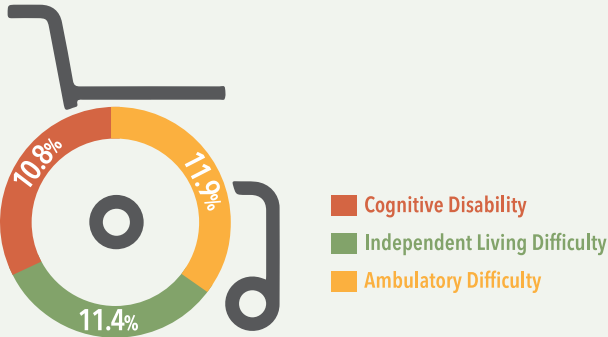 10.8%
11.9%
11.4%
Cognitive Disability
Independent Living Difficulty
Ambulatory Difficulty